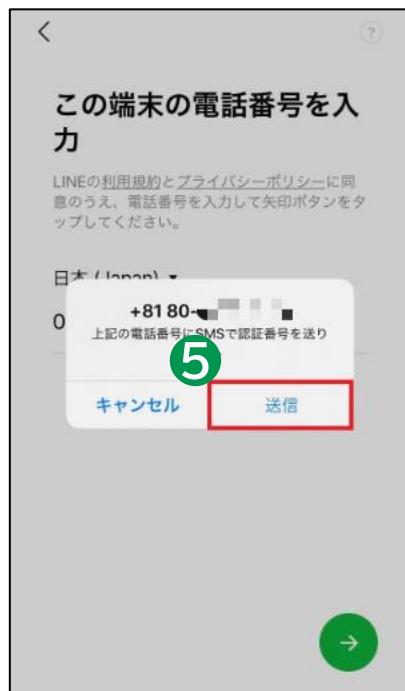 ?
この端末の電話番号を入
力
LINEの利用規約とプライバシーポリシーに同
意のうえ、電話番号を入力して矢印ボタンをタ
ップしてください。
日本 (Japan)
+81 80-
0
上記の電話番号にSMSで認証番号を送り
5
キャンセル 送信